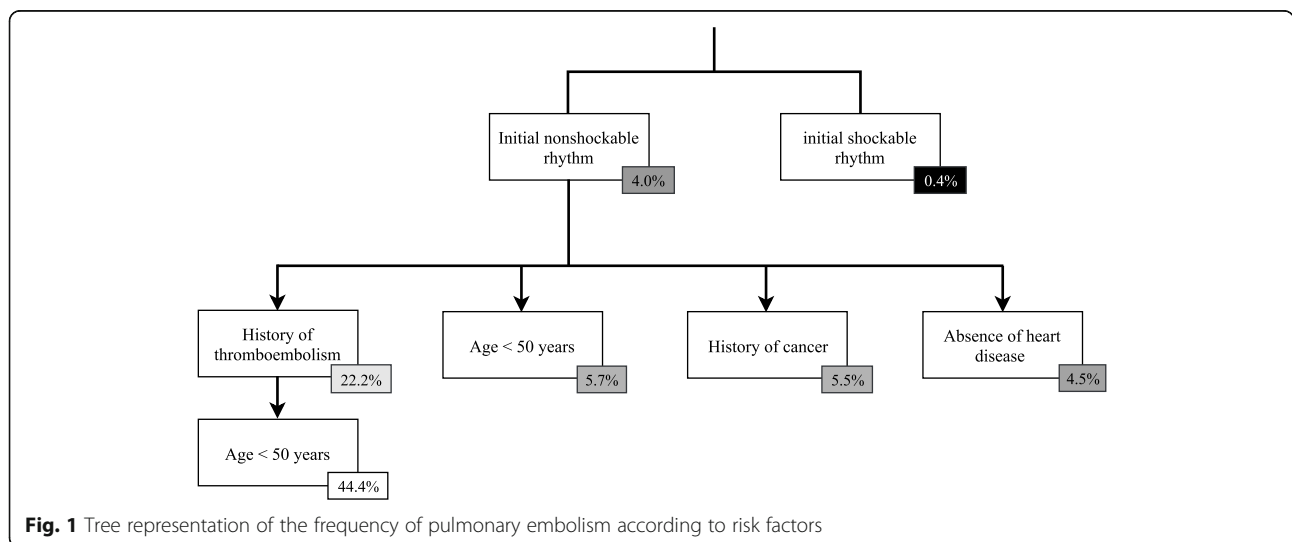 Initial nonshockable
rhythm
4.0%
initial shockable
rhythm
0.4%
History of
thromboembolism
22.2%
Age < 50 years
5.7%
History of cancer
5.5%
Absence of heart
disease
4.5%
Age < 50 years
44.4%
Fig. 1 Tree representation of the frequency of pulmonary embolism according to risk factors